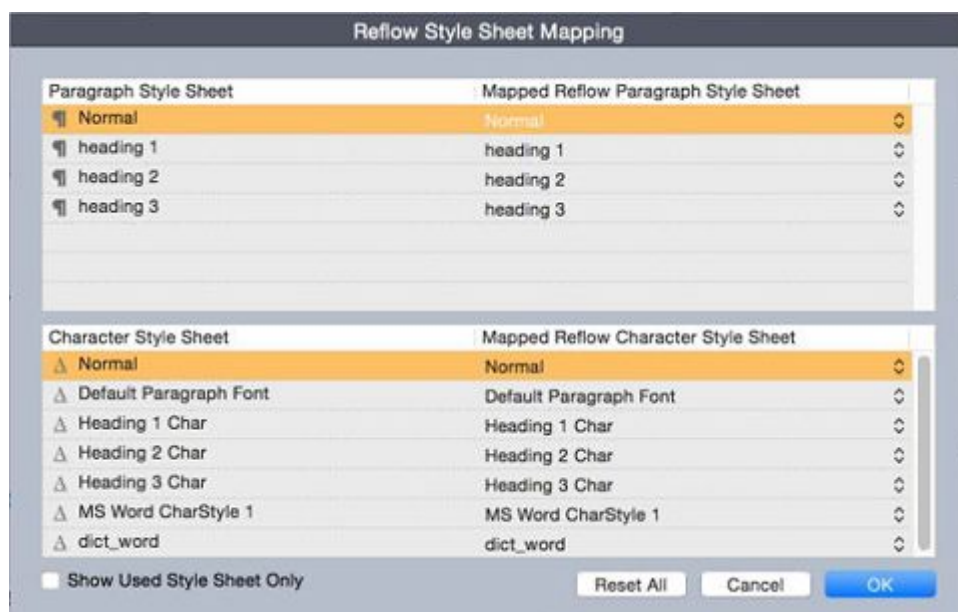 Reflow Style Sheet Mapping
Paragraph Style Sheet Mapped Reflow Paragraph Style Sheet
Normal Normal
heading 1 heading 1
heading 2 heading 2
heading 3 heading 3
Character Style Sheet Mapped Reflow Character Style Sheet
Normal Normal
Default Paragraph Font Default Paragraph Font
Heading 1 Char Heading 1 Char
Heading 2 Char Heading 2 Char
Heading 3 Char Heading 3 Char
MS Word CharStyle 1 MS Word CharStyle 1
dict_word dict_word
Show Used Style Sheet Only Reset All Cancel OK